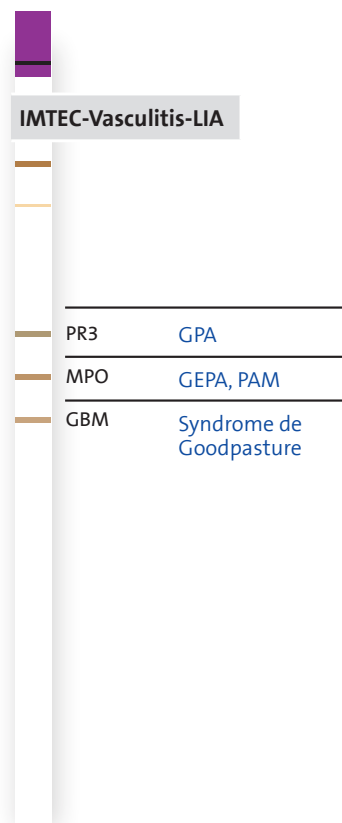 IMTEC-Vasculitis-LIA
PR3 GPA
MPO GEPA, PAM
GBM Syndrome de
Goodpasture